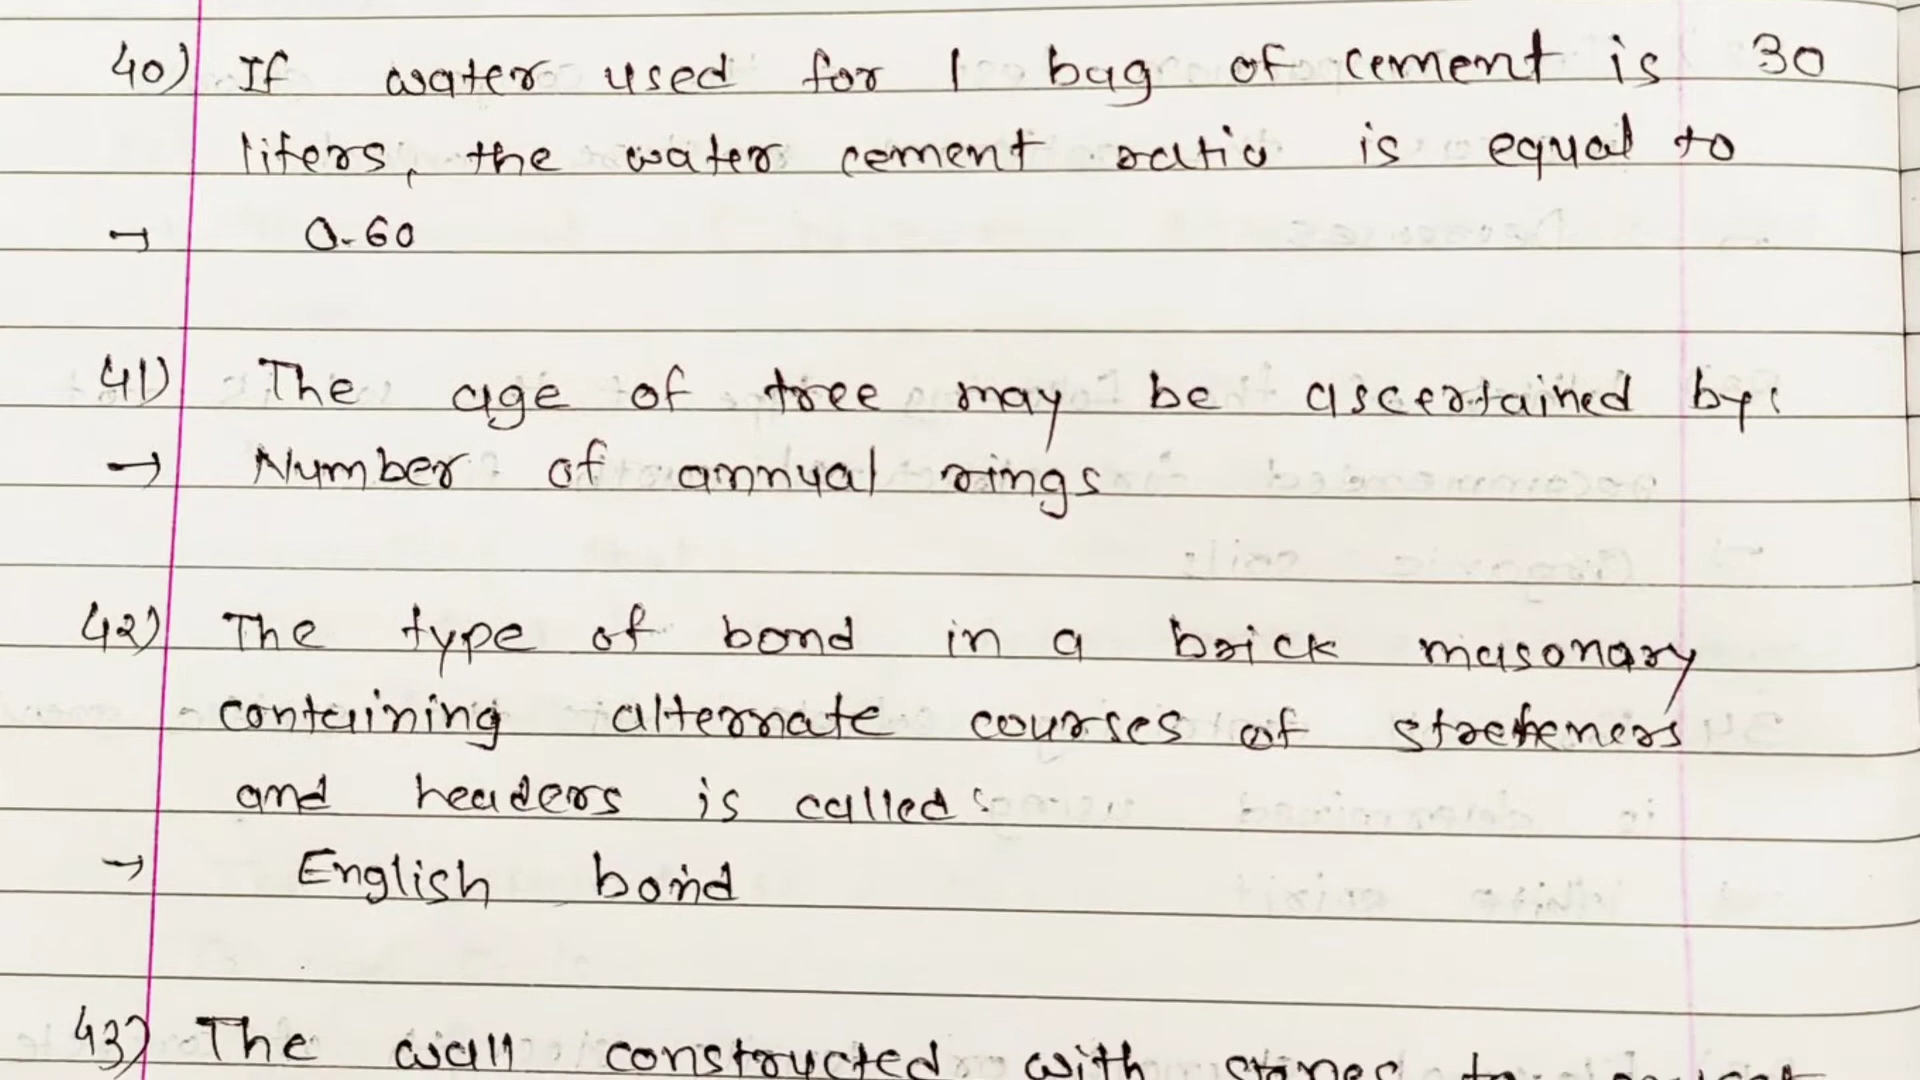 40) If water used for 1 bag of cement is 30
liters, the water cement ratio is equal to
→ 0.60
41) The age of tree may be ascertained by:
→ Number of annual rings
42) The type of bond in a brick masonary
containing alternate courses of
and headers is called:
→ English bond
43) The wall constructed with stones to